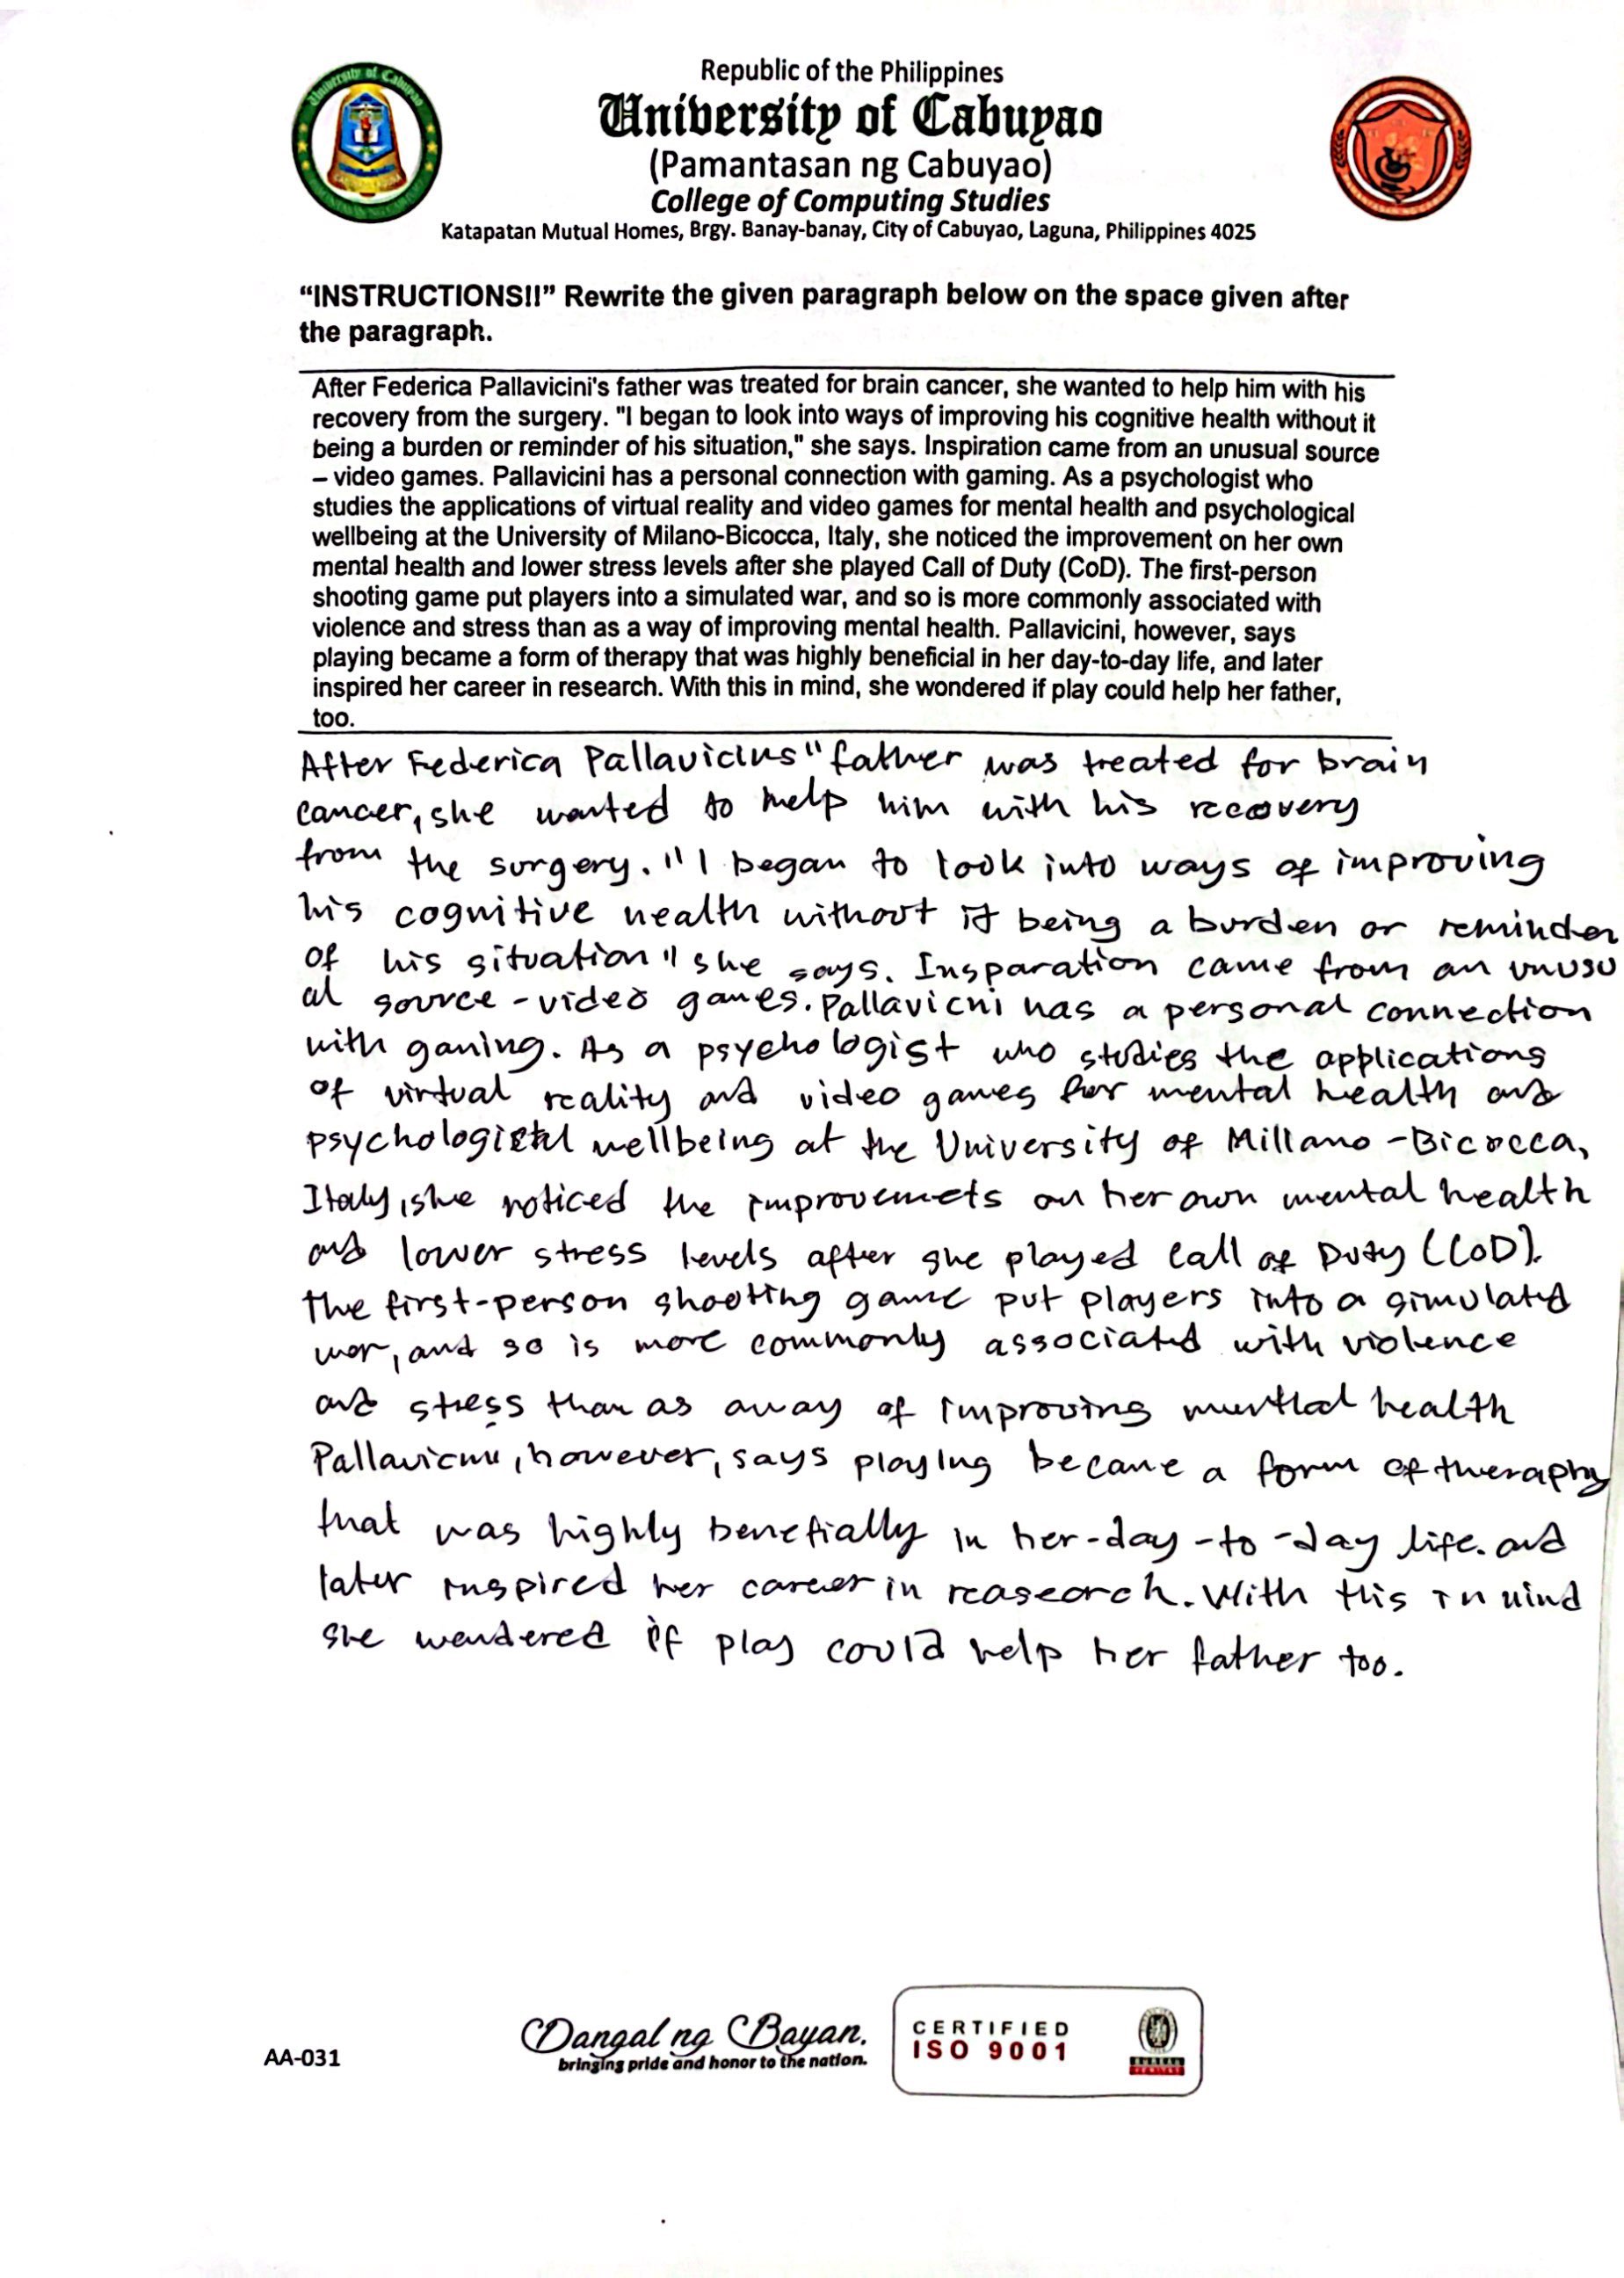 Republic of the Philippines
University of Cabuyao
(Pamantasan ng Cabuyao)
College of Computing Studies
Katapatan Mutual Homes, Brgy. Banay-banay, City of Cabuyao, Laguna, Philippines 4025
“INSTRUCTIONS!!” Rewrite the given paragraph below on the space given after
the paragraph.
After Federica Pallavicini's father was treated for brain cancer, she wanted to help him with his
recovery from the surgery. "I began to look into ways of improving his cognitive health without it
being a burden or reminder of his situation," she says. Inspiration came from an unusual source
– video games. Pallavicini has a personal connection with gaming. As a psychologist who
studies the applications of virtual reality and video games for mental health and psychological
wellbeing at the University of Milano-Bicocca, Italy, she noticed the improvement on her own
mental health and lower stress levels after she played Call of Duty (CoD). The first-person
shooting game put players into a simulated war, and so is more commonly associated with
violence and stress than as a way of improving mental health. Pallavicini, however, says
playing became a form of therapy that was highly beneficial in her day-to-day life, and later
inspired her career in research. With this in mind, she wondered if play could help her father,
too.
After Federica Pallavicins" father was treated for brain
cancer, she wanted to help him with his recovery
from the surgery. "I began to look into ways of improving
his cognitive health without it being a burden or reminder
of his situation" she says. Insparation came from an unusu
al source - video games. Pallavicni has a personal connection
with ganing. As a psychologist who studies the applications
of virtual reality and video games for mental health and
psychological wellbeing at the University of Millano-Bicocca,
Italy, she noticed the improvemets on her own mental health
and lower stress levels after she played Call of Duty (CoD).
The first-person shooting game put players into a simulated
war, and so is more commonly associated with violence
and stress than as away of improving mental health
Pallavicni, however, says playing became a form of theraphy
that was highly benefially in her-day-to-day life. and
later inspired her career in reasearch. With this in mind
she wondered if play could help her father too.
AA-031
Dangal ng Bayan.
bringing pride and honor to the nation.
CERTIFIED
ISO 9001
BUREAU
VERITAS